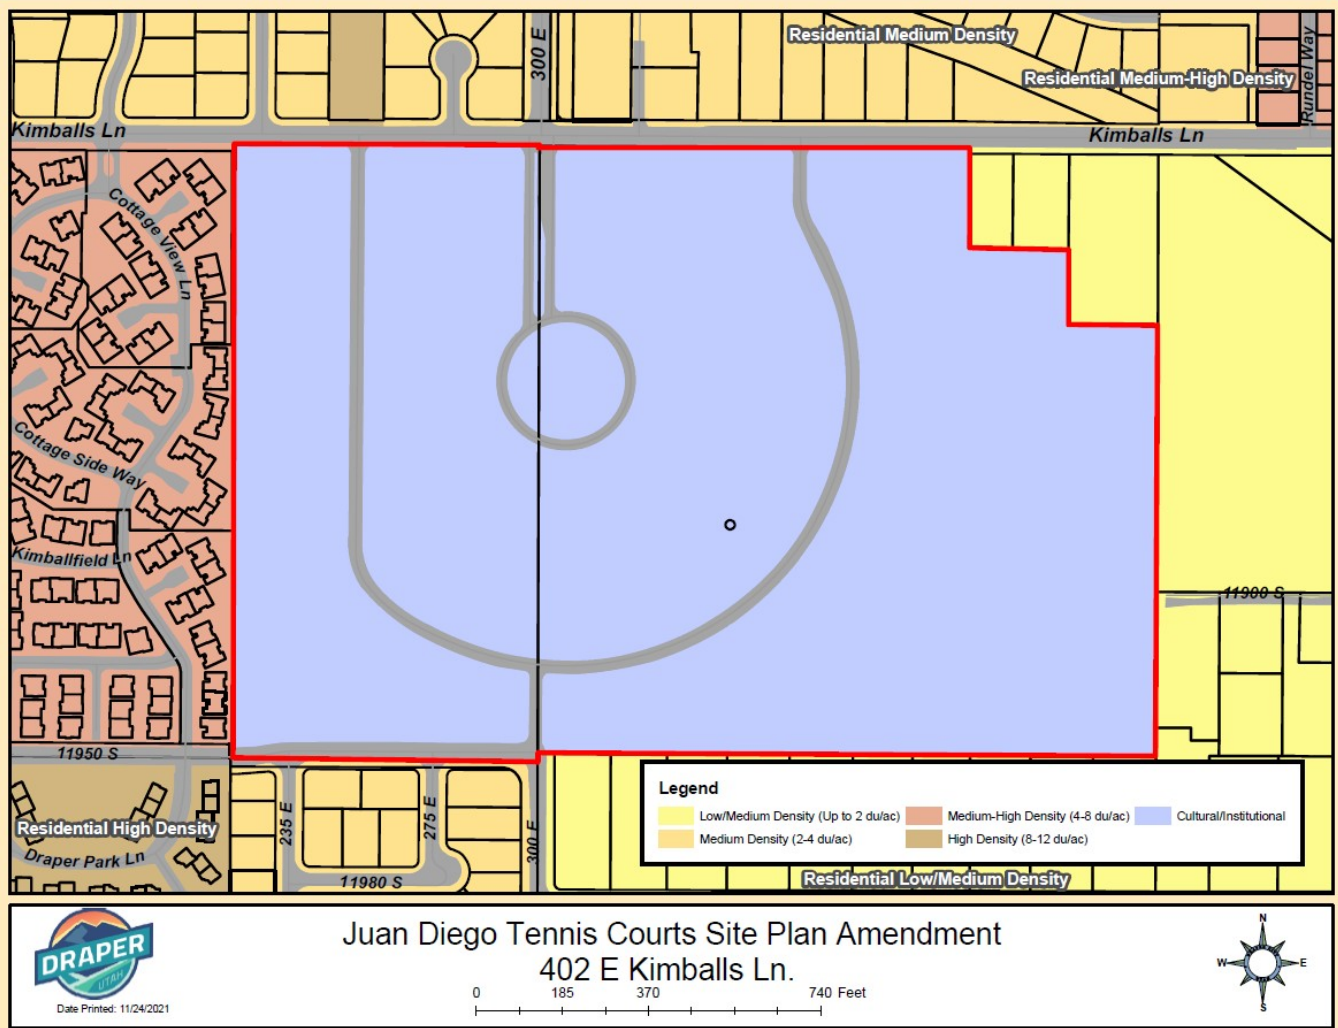 300 E
Residential Medium Density
Residential Medium-High Density
Rundel Way
Kimballs Ln
Kimballs Ln
Cottage View Ln
Cottage Side Way
Kimballfield Ln
11900 S
11950 S
Residential High Density
Draper Park Ln
235 E
275 E
300 E
11980 S
Legend
Low/Medium Density (Up to 2 du/ac)
Medium-High Density (4-8 du/ac)
Cultural/Institutional
Medium Density (2-4 du/ac)
High Density (8-12 du/ac)
Residential Low/Medium Density
DRAPER
UTAH
Date Printed: 11/24/2021
Juan Diego Tennis Courts Site Plan Amendment
402 E Kimballs Ln.
0 185 370 740 Feet
N
W E
S